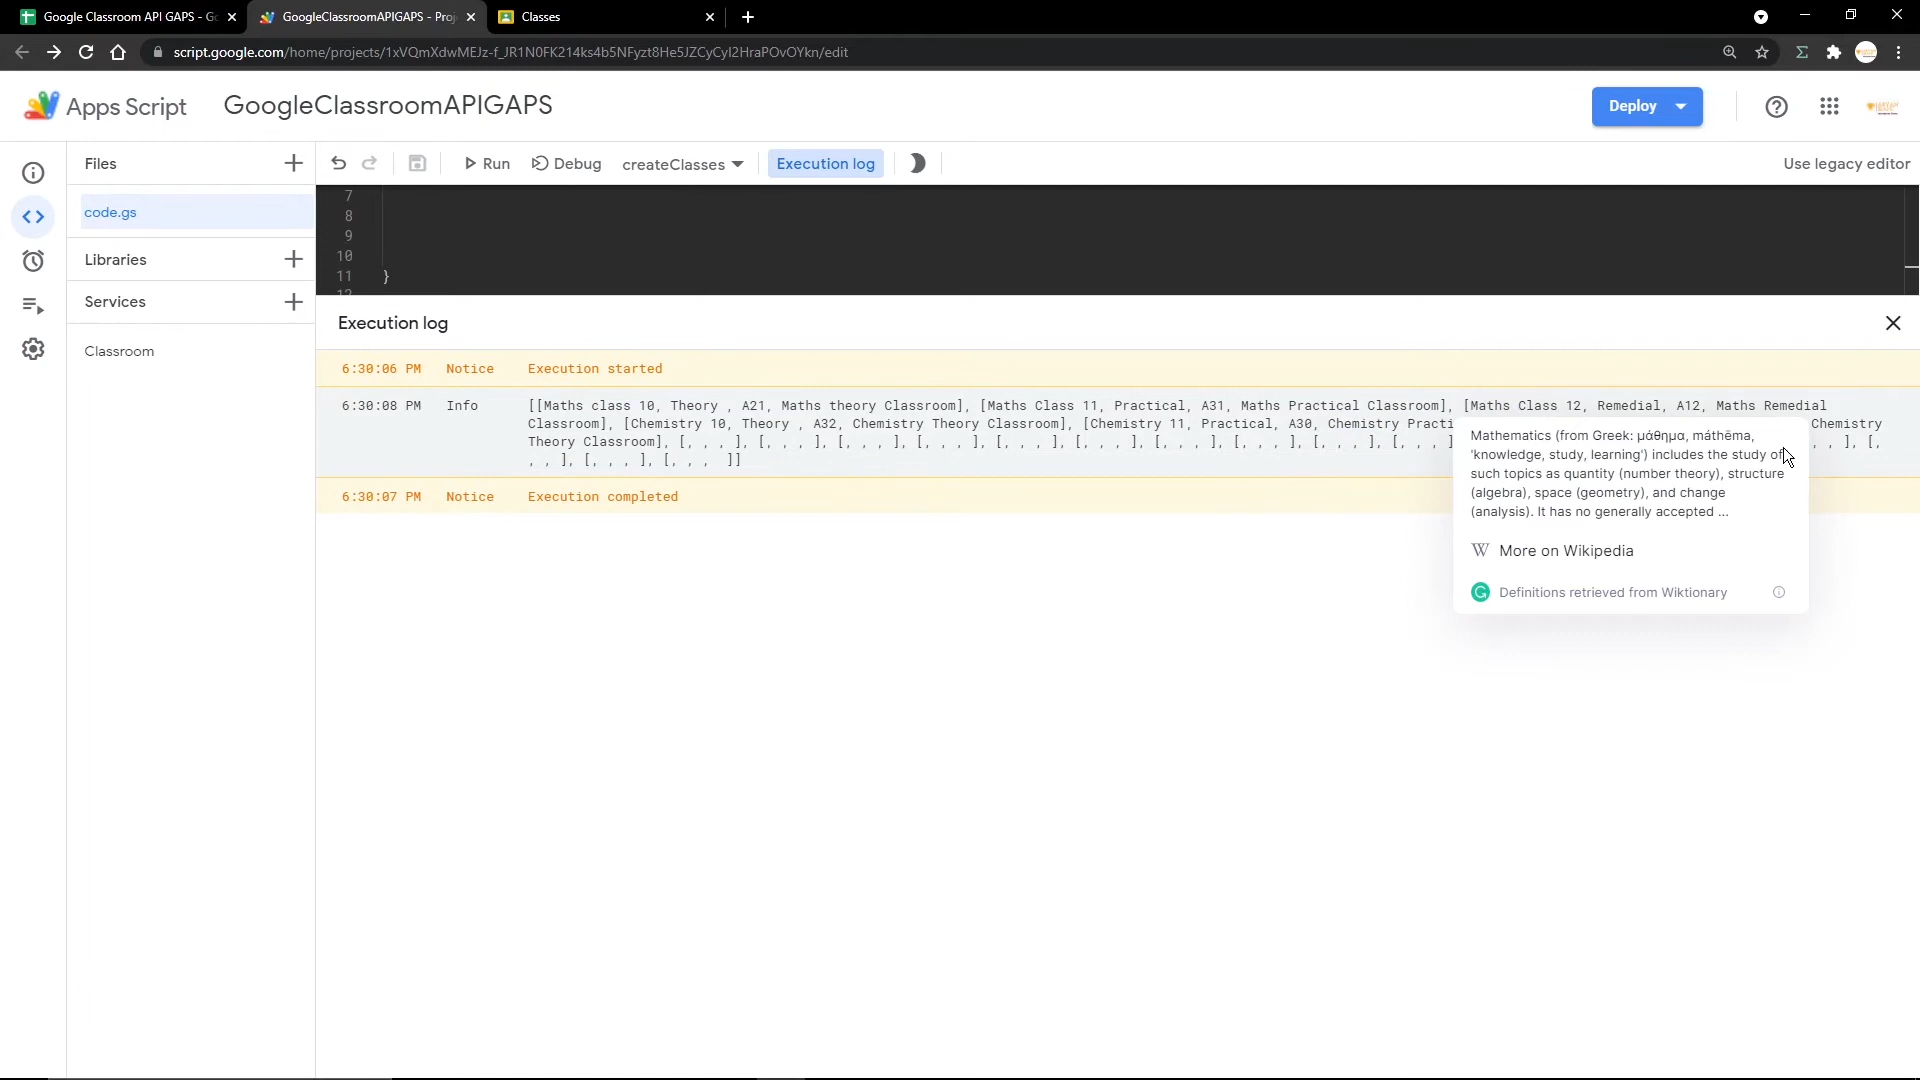 Google Classroom API GAPS - Go
GoogleClassroomAPIGAPS - Proj
Classes
script.google.com/home/projects/1xVQmXdwMEJz-f_JR1N0FK214ks4b5NFyzt8He5JZCyCyI2HraPOvOYkn/edit
Apps Script
GoogleClassroomAPIGAPS
Deploy
Files
Run
Debug
createClasses
Execution log
Use legacy editor
code.gs
Libraries
Services
Classroom
7
8
9
10
11 }
12
Execution log
6:30:06 PM Notice Execution started
6:30:08 PM Info [[Maths class 10, Theory , A21, Maths theory Classroom], [Maths Class 11, Practical, A31, Maths Practical Classroom], [Maths Class 12, Remedial, A12, Maths Remedial
Classroom], [Chemistry 10, Theory , A32, Chemistry Theory Classroom], [Chemistry 11, Practical, A30, Chemistry Practi
Chemistry
Theory Classroom], [, , , ], [, , , ], [, , , ], [, , , ], [, , , ], [, , , ], [, , , ], [, , , ], [, , , ], [, , , ]
, , ], [,
, , ], [, , , ], [, , , ]]
6:30:07 PM Notice Execution completed
Mathematics (from Greek: μάθημα, máthēma,
'knowledge, study, learning') includes the study of
such topics as quantity (number theory), structure
(algebra), space (geometry), and change
(analysis). It has no generally accepted ...
W More on Wikipedia
Definitions retrieved from Wiktionary